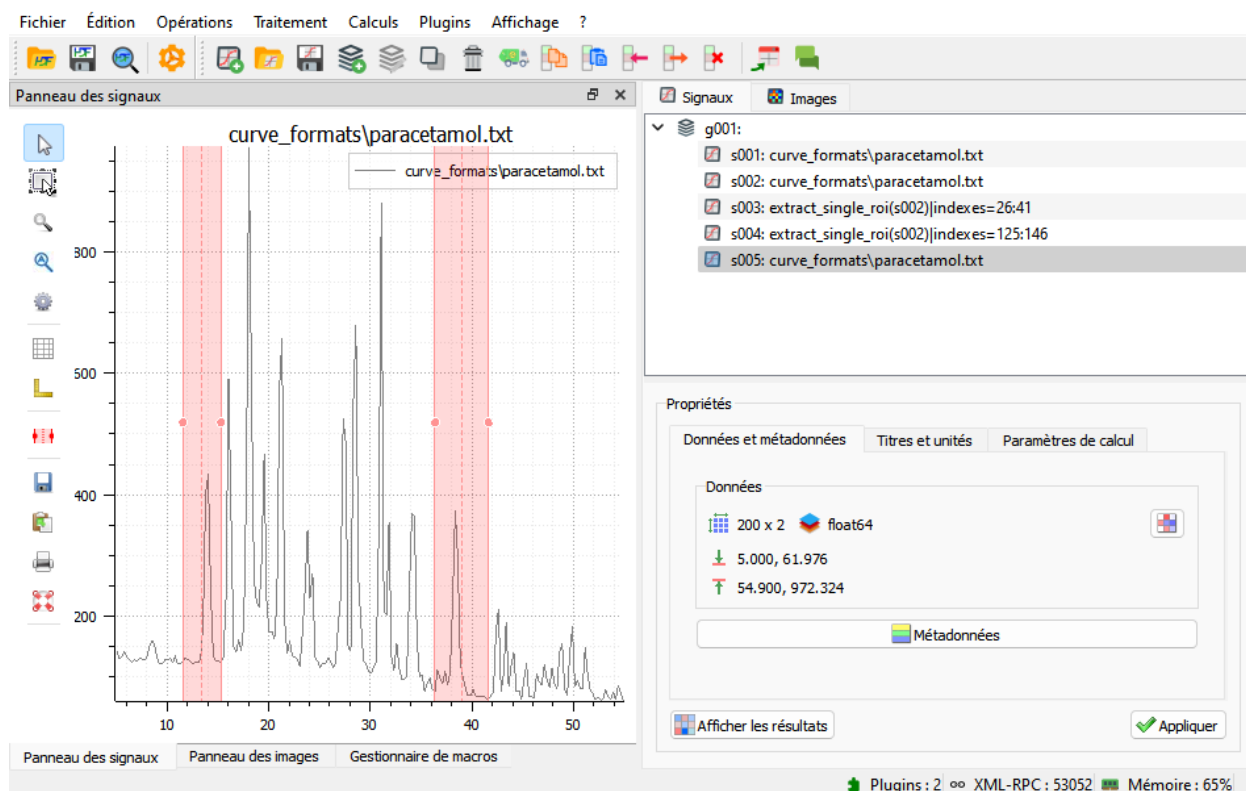 Fichier Édition Opérations Traitement Calculs Plugins Affichage ?
Panneau des signaux
curve_formats\paracetamol.txt
curve_formats\paracetamol.txt
800
600
400
200
10 20 30 40 50
Panneau des signaux Panneau des images Gestionnaire de macros
Signaux Images
g001:
s001: curve_formats\paracetamol.txt
s002: curve_formats\paracetamol.txt
s003: extract_single_roi(s002)|indexes=26:41
s004: extract_single_roi(s002)|indexes=125:146
s005: curve_formats\paracetamol.txt
Propriétés
Données et métadonnées Titres et unités Paramètres de calcul
Données
200 x 2 float64
5.000, 61.976
54.900, 972.324
Métadonnées
Afficher les résultats Appliquer
Plugins : 2 XML-RPC : 53052 Mémoire : 65%